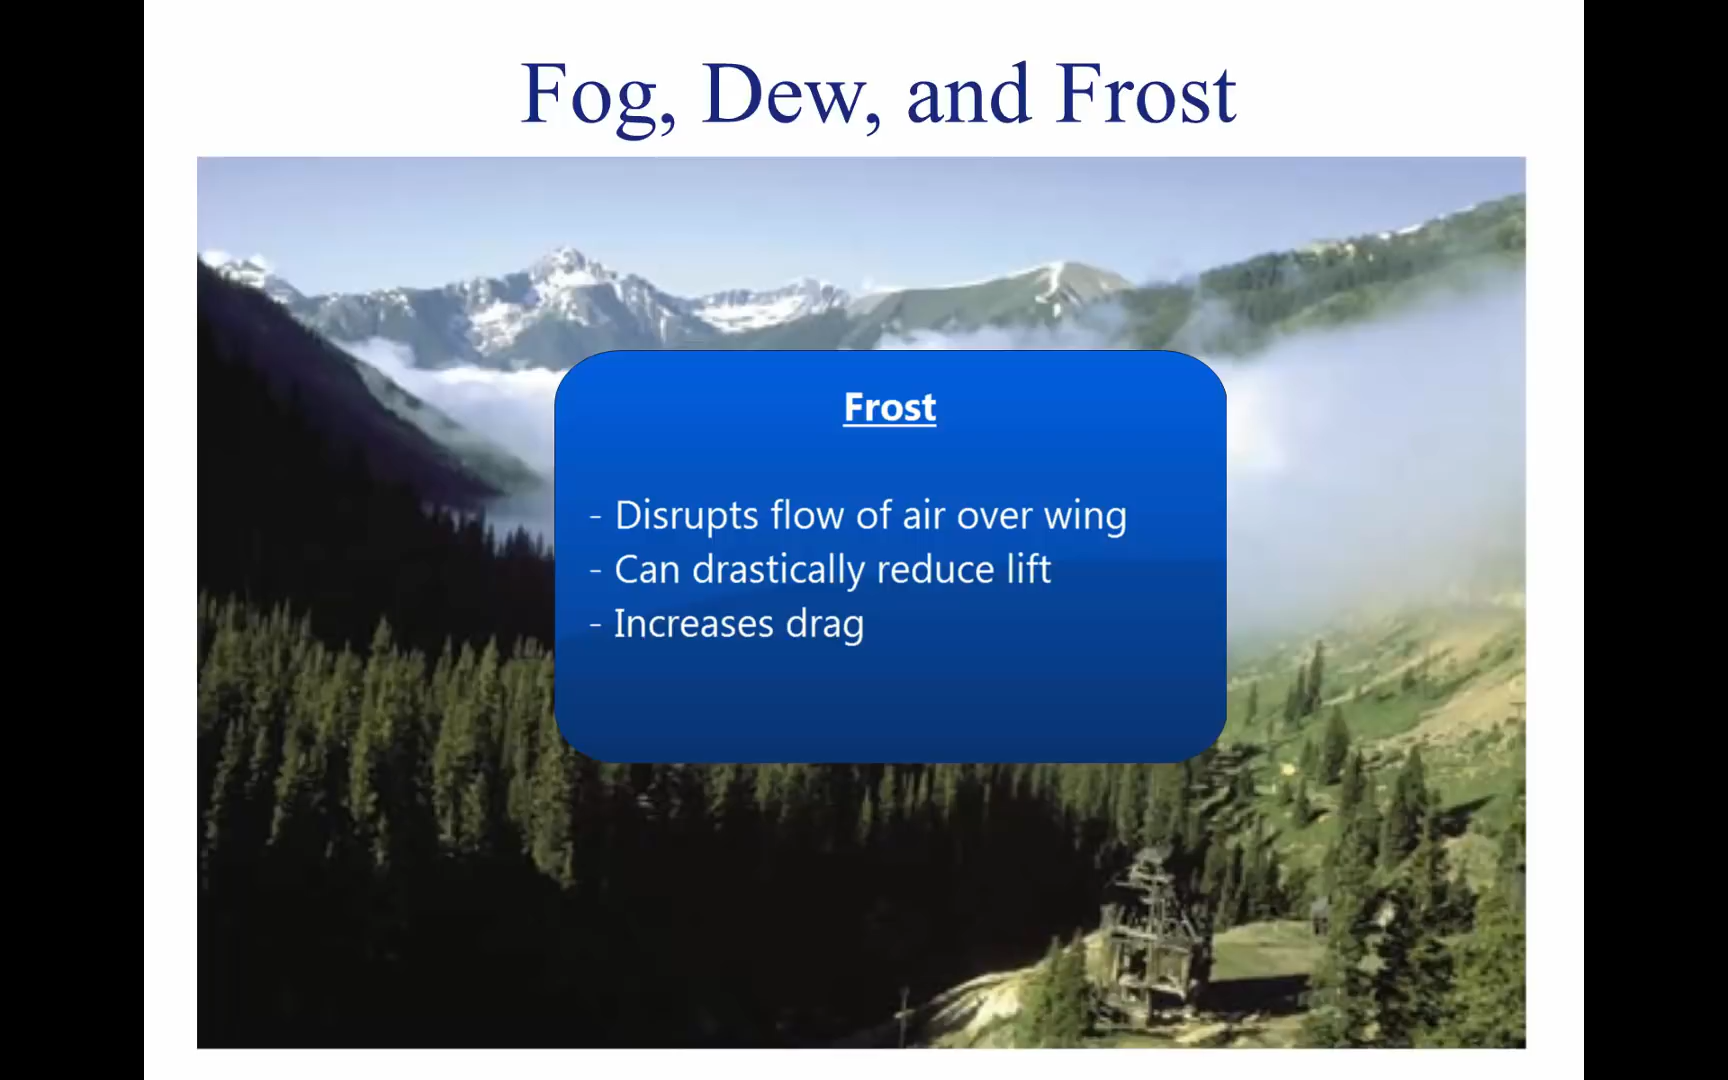 Fog, Dew, and Frost
Frost
- Disrupts flow of air over wing
- Can drastically reduce lift
- Increases drag